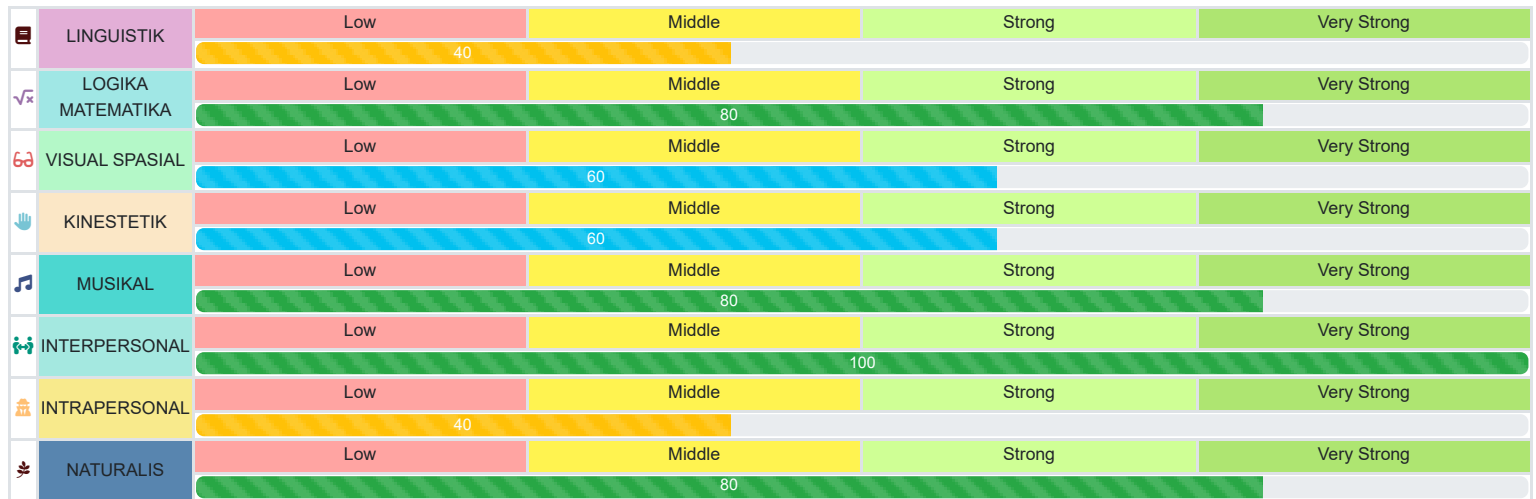 LINGUISTIK
Low Middle Strong Very Strong
40
LOGIKA
MATEMATIKA
Low Middle Strong Very Strong
80
VISUAL SPASIAL
Low Middle Strong Very Strong
60
KINESTETIK
Low Middle Strong Very Strong
60
MUSIKAL
Low Middle Strong Very Strong
80
INTERPERSONAL
Low Middle Strong Very Strong
100
INTRAPERSONAL
Low Middle Strong Very Strong
40
NATURALIS
Low Middle Strong Very Strong
80